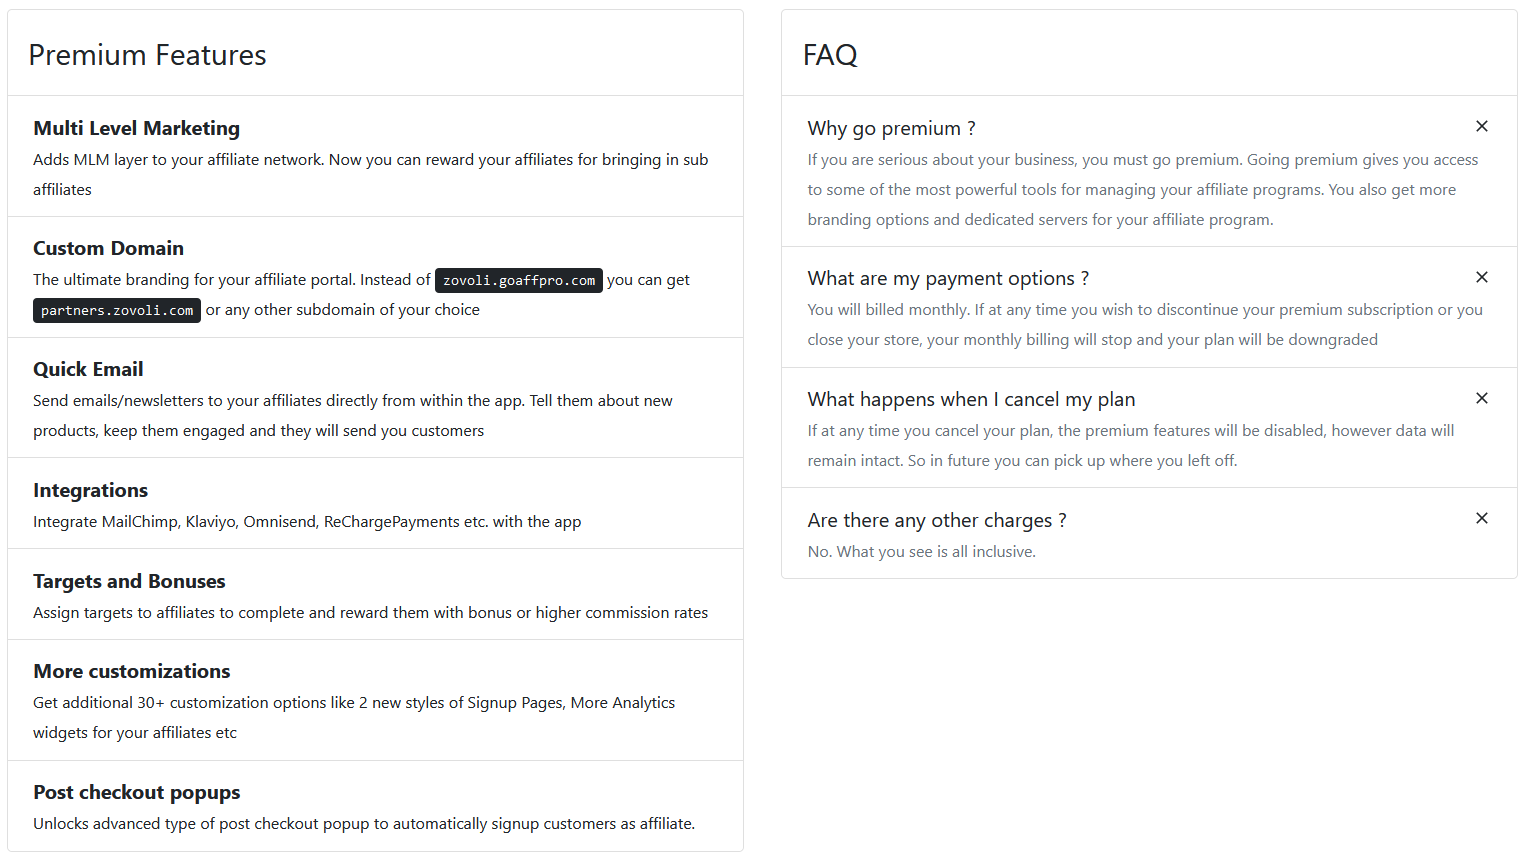 Premium Features
Multi Level Marketing
Adds MLM layer to your affiliate network. Now you can reward your affiliates for bringing in sub
affiliates
Custom Domain
The ultimate branding for your affiliate portal. Instead of zovoli.goaffpro.com you can get
partners.zovoli.com or any other subdomain of your choice
Quick Email
Send emails/newsletters to your affiliates directly from within the app. Tell them about new
products, keep them engaged and they will send you customers
Integrations
Integrate MailChimp, Klaviyo, Omnisend, ReChargePayments etc. with the app
Targets and Bonuses
Assign targets to affiliates to complete and reward them with bonus or higher commission rates
More customizations
Get additional 30+ customization options like 2 new styles of Signup Pages, More Analytics
widgets for your affiliates etc
Post checkout popups
Unlocks advanced type of post checkout popup to automatically signup customers as affiliate.
FAQ
Why go premium ?
If you are serious about your business, you must go premium. Going premium gives you access
to some of the most powerful tools for managing your affiliate programs. You also get more
branding options and dedicated servers for your affiliate program.
What are my payment options ?
You will billed monthly. If at any time you wish to discontinue your premium subscription or you
close your store, your monthly billing will stop and your plan will be downgraded
What happens when I cancel my plan
If at any time you cancel your plan, the premium features will be disabled, however data will
remain intact. So in future you can pick up where you left off.
Are there any other charges ?
No. What you see is all inclusive.